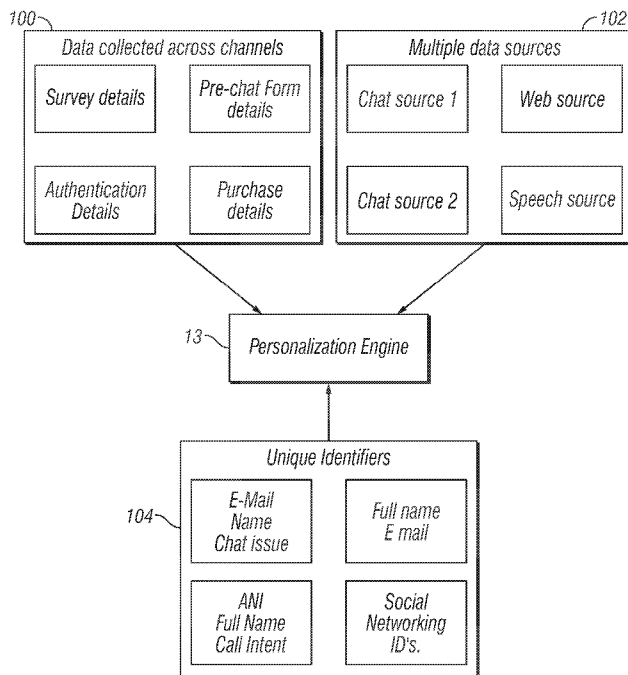 100
Data collected across channels
Survey details
Pre-chat Form
details
Authentication
Details
Purchase
details
102
Multiple data sources
Chat source 1
Web source
Chat source 2
Speech source
13
Personalization Engine
104
Unique Identifiers
E-Mail
Name
Chat issue
Full name
E mail
ANI
Full Name
Call Intent
Social
Networking
ID's.